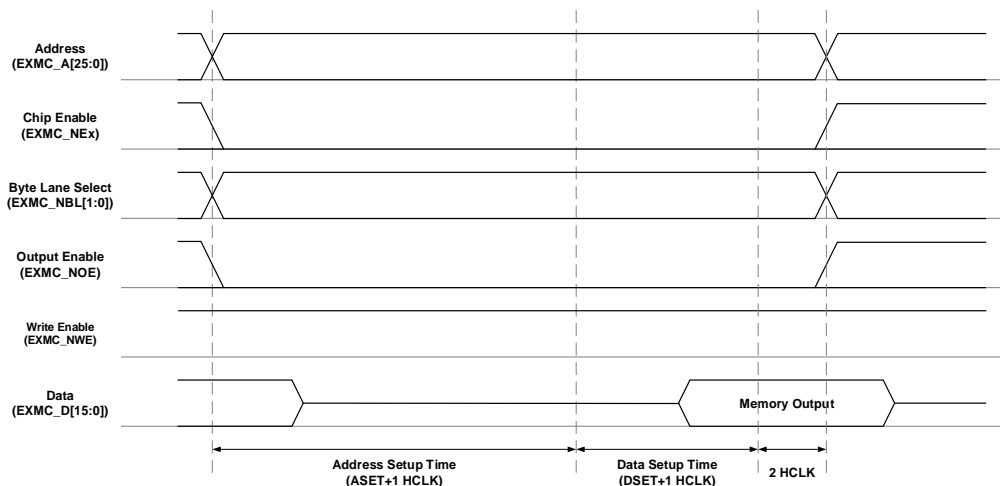 Address
(EXMC_A[25:0])
Chip Enable
(EXMC_NEx)
Byte Lane Select
(EXMC_NBL[1:0])
Output Enable
(EXMC_NOE)
Write Enable
(EXMC_NWE)
Data
(EXMC_D[15:0])
Memory Output
Address Setup Time
(ASET+1 HCLK)
Data Setup Time
(DSET+1 HCLK)
2 HCLK